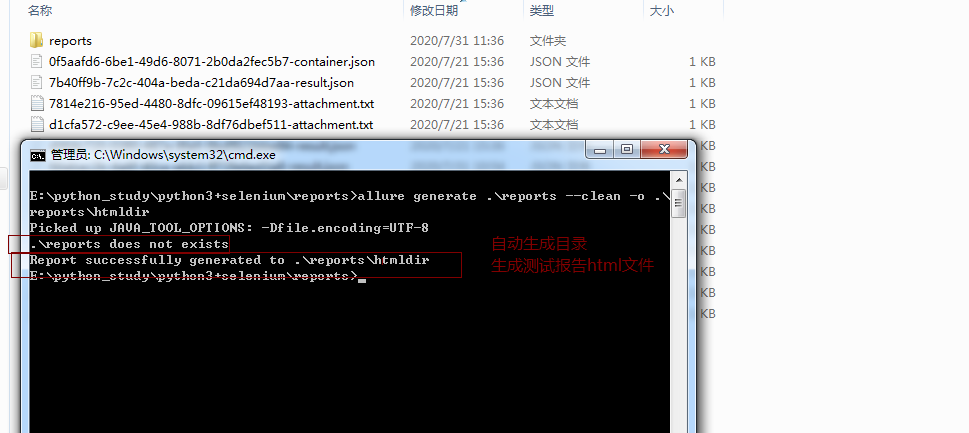 名称 修改日期 类型 大小
reports 2020/7/31 11:36 文件夹
0f5aafd6-6be1-49d6-8071-2b0da2fec5b7-container.json 2020/7/21 15:36 JSON 文件 1 KB
7b40ff9b-7c2c-404a-beda-c21da694d7aa-result.json 2020/7/21 15:36 JSON 文件 1 KB
7814e216-95ed-4480-8dfc-09615ef48193-attachment.txt 2020/7/21 15:36 文本文档 1 KB
d1cfa572-c9ee-45e4-988b-8df76dbef511-attachment.txt 2020/7/21 15:36 文本文档 1 KB
KB
管理员: C:\Windows\system32\cmd.exe
KB
E:\python_study\python3+selenium\reports>allure generate .\reports --clean -o .\
KB
reports\htmldir
KB
Picked up JAVA_TOOL_OPTIONS: -Dfile.encoding=UTF-8
.\reports does not exists 自动生成目录
KB
Report successfully generated to .\reports\htmldir 生成测试报告html文件
KB
E:\python_study\python3+selenium\reports>
KB
KB
KB